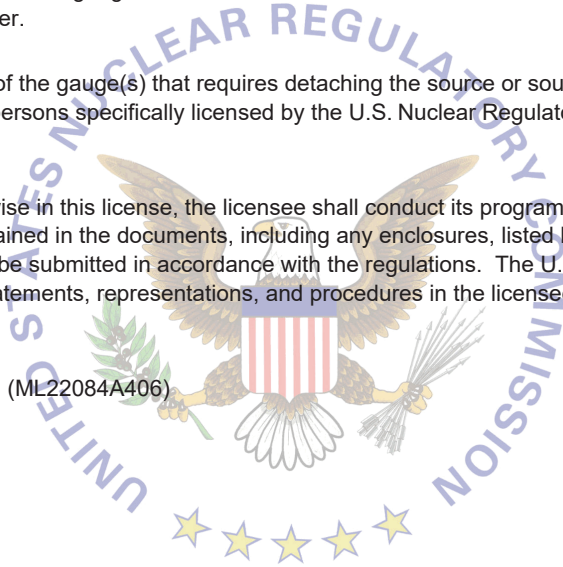 er.
of the gauge(s) that requires detaching the source or sou
ersons specifically licensed by the U.S. Nuclear Regulato
ise in this license, the licensee shall conduct its program
ained in the documents, including any enclosures, listed
be submitted in accordance with the regulations. The U.
atements, representations, and procedures in the license
(ML22084A406)
UNITED STATES NUCLEAR REGULATORY COMMISSION